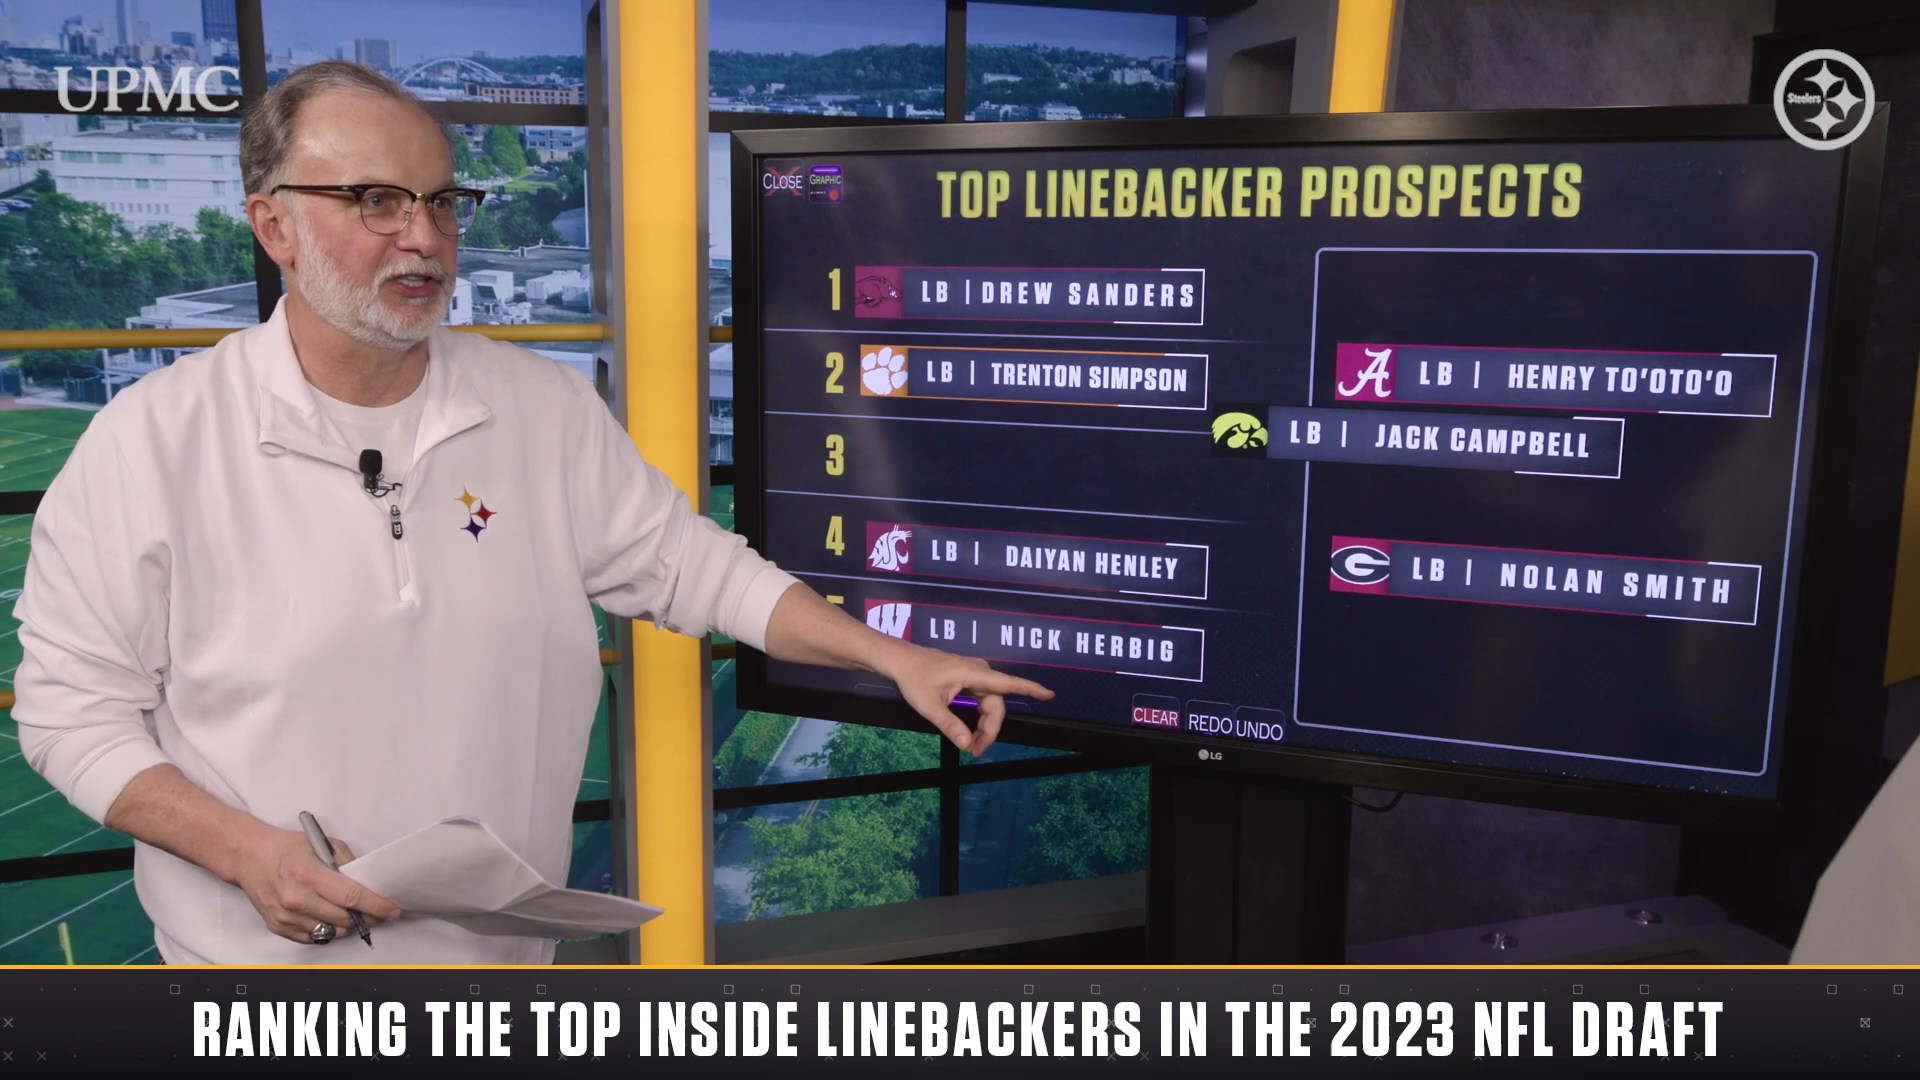 UPMC
Steelers
CLOSE
GRAPHIC
TOP LINEBACKER PROSPECTS
1 LB | DREW SANDERS
2 LB | TRENTON SIMPSON
3
4 LB | DAIYAN HENLEY
W LB | NICK HERBIG
A LB | HENRY TO'OTO'O
LB | JACK CAMPBELL
G LB | NOLAN SMITH
CLEAR REDO UNDO
LG
RANKING THE TOP INSIDE LINEBACKERS IN THE 2023 NFL DRAFT